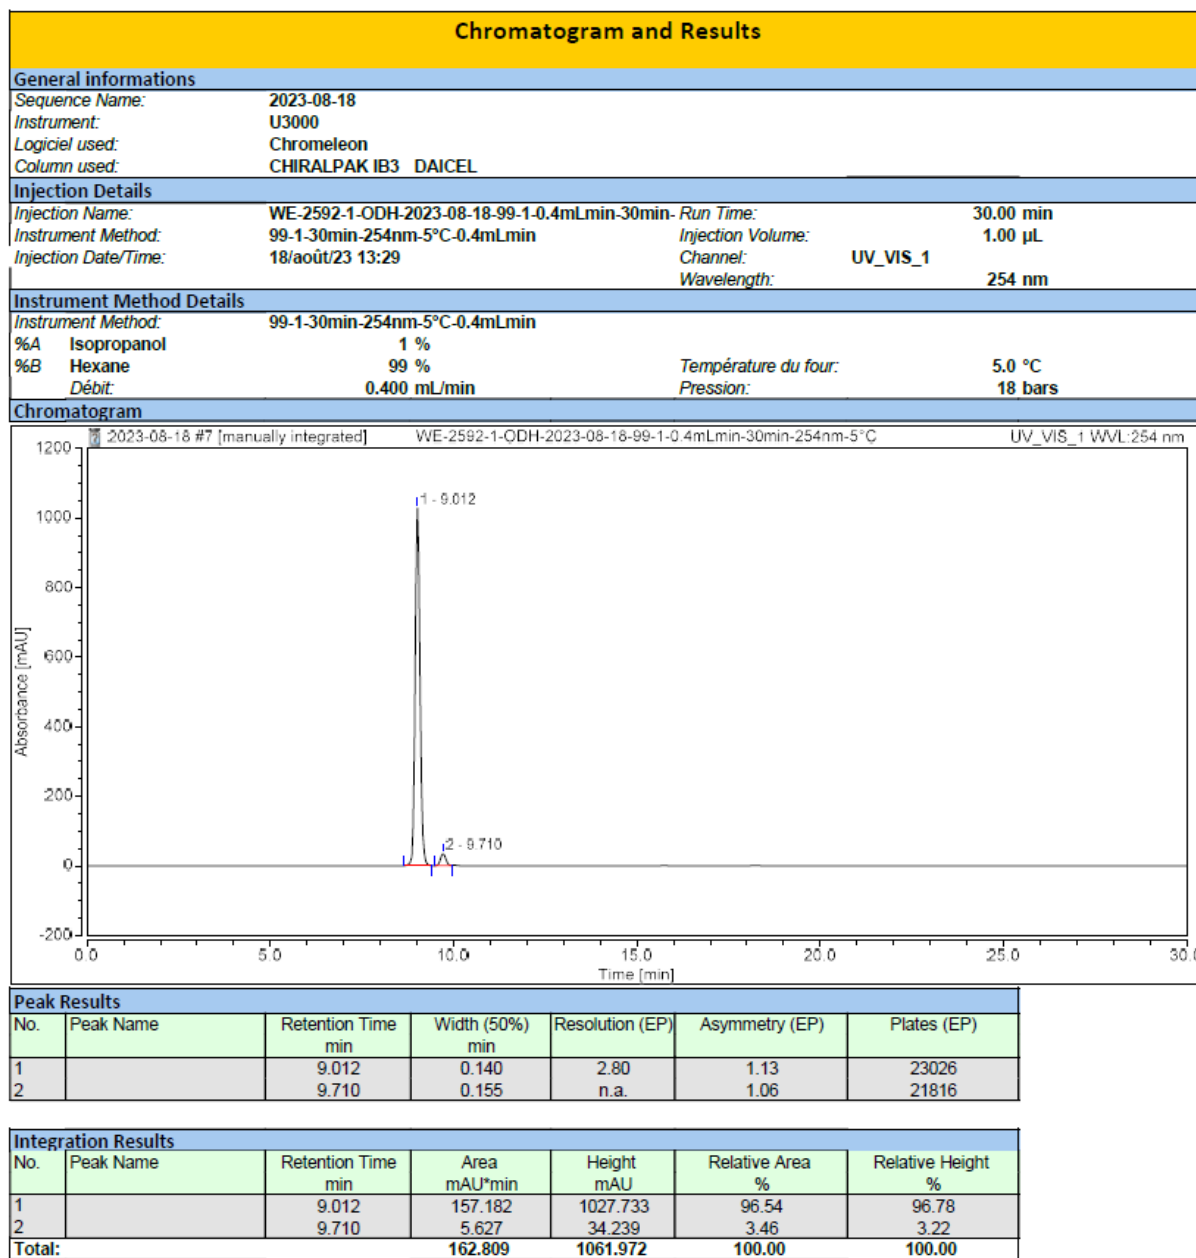 Chromatogram and Results
General informations
Sequence Name: 2023-08-18
Instrument: U3000
Logiciel used: Chromeleon
Column used: CHIRALPAK IB3 DAICEL
Injection Details
Injection Name: WE-2592-1-ODH-2023-08-18-99-1-0.4mLmin-30min- Run Time: 30.00 min
Instrument Method: 99-1-30min-254nm-5°C-0.4mLmin Injection Volume: 1.00 µL
Injection Date/Time: 18/août/23 13:29 Channel: UV_VIS_1
Wavelength: 254 nm
Instrument Method Details
Instrument Method: 99-1-30min-254nm-5°C-0.4mLmin
%A Isopropanol 1 %
%B Hexane 99 % Température du four: 5.0 °C
Débit: 0.400 mL/min Pression: 18 bars
Chromatogram
2023-08-18 #7 [manually integrated] WE-2592-1-ODH-2023-08-18-99-1-0.4mLmin-30min-254nm-5°C UV_VIS_1 WVL:254 nm
1200
1 - 9.012
1000
800
600
Absorbance [mAU]
400
200
2 - 9.710
0
-200
0.0 5.0 10.0 15.0 20.0 25.0 30.0
Time [min]
Peak Results
No. Peak Name Retention Time Width (50%) Resolution (EP) Asymmetry (EP) Plates (EP)
min min
1 9.012 0.140 2.80 1.13 23026
2 9.710 0.155 n.a. 1.06 21816
Integration Results
No. Peak Name Retention Time Area Height Relative Area Relative Height
min mAU*min mAU % %
1 9.012 157.182 1027.733 96.54 96.78
2 9.710 5.627 34.239 3.46 3.22
Total: 162.809 1061.972 100.00 100.00